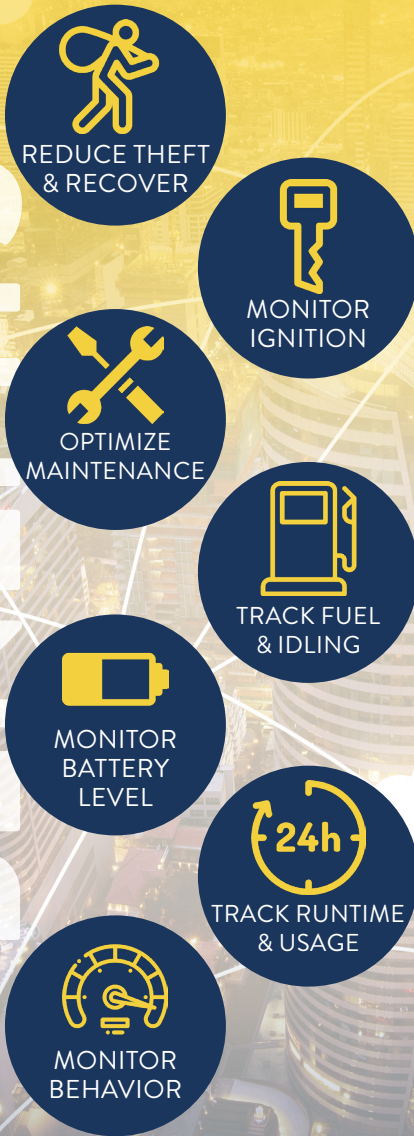 REDUCE THEFT
& RECOVER
MONITOR
IGNITION
OPTIMIZE
MAINTENANCE
TRACK FUEL
& IDLING
MONITOR
BATTERY
LEVEL
24h
TRACK RUNTIME
& USAGE
MONITOR
BEHAVIOR